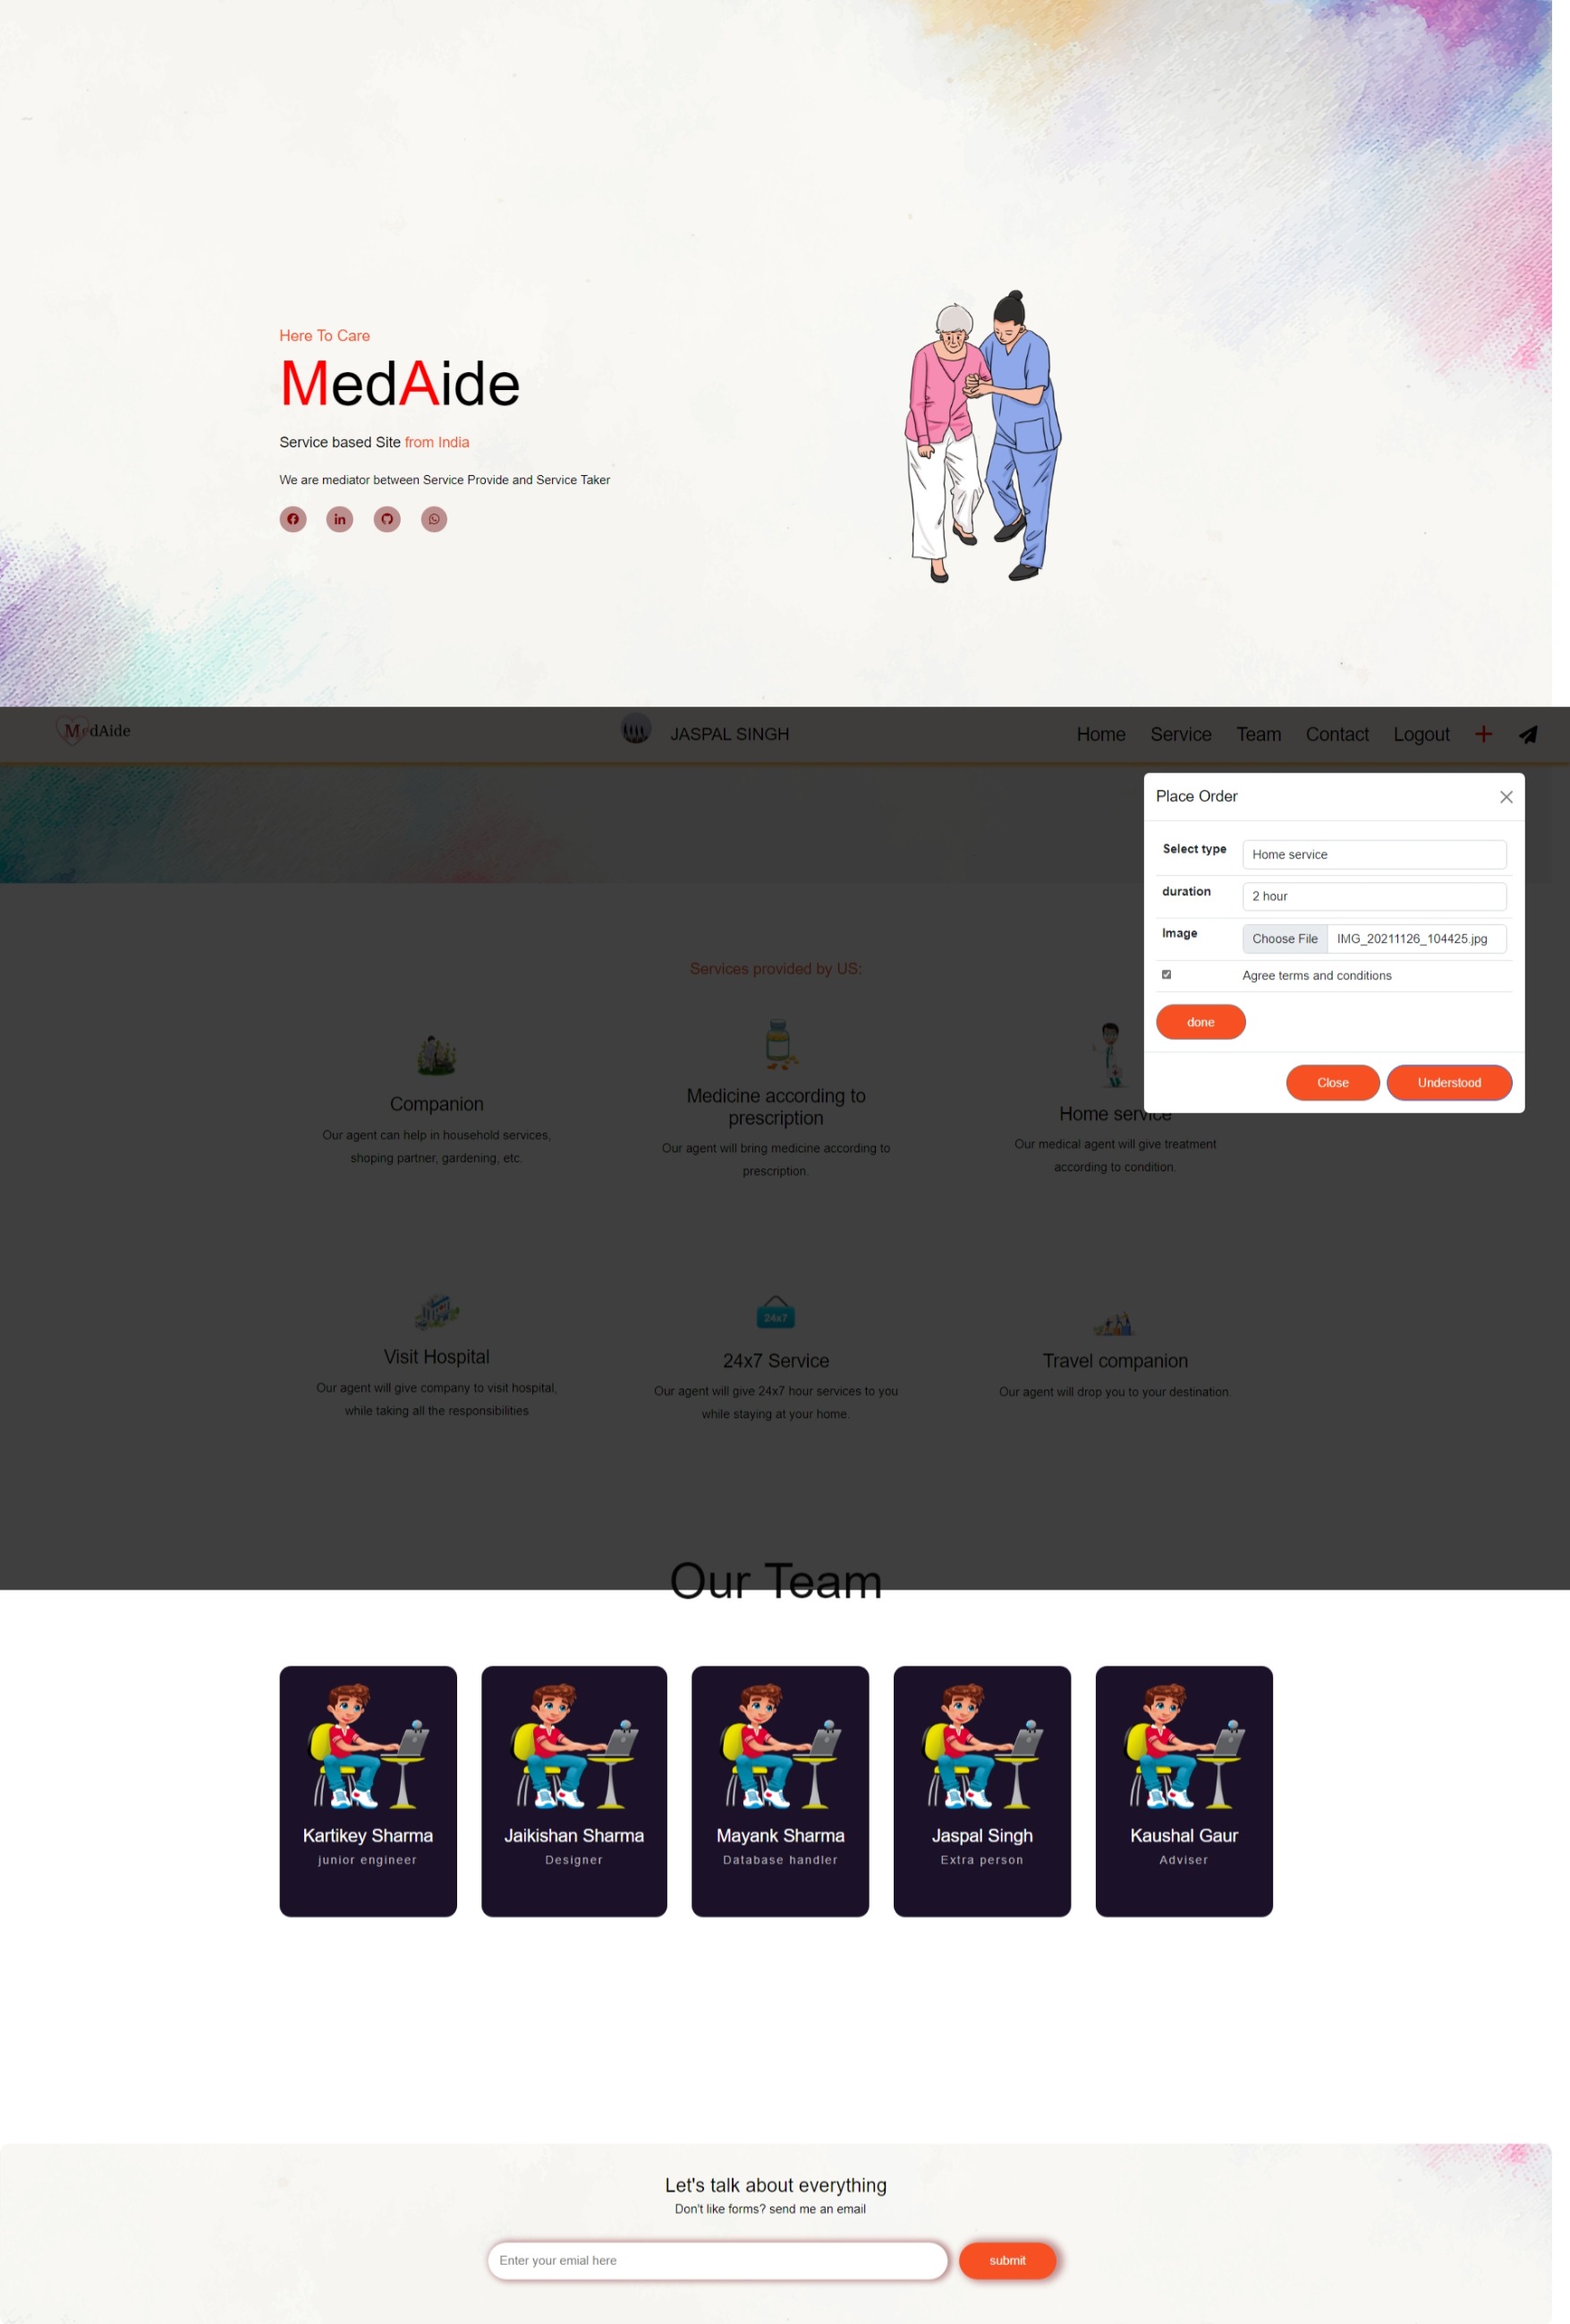 Here To Care
MedAide
Service based Site from India
We are mediator between Service Provide and Service Taker
MedAide
JASPAL SINGH
Home Service Team Contact Logout
Place Order
Select type Home service
duration 2 hour
Image Choose File IMG_20211126_104425.jpg
Agree terms and conditions
done
Close Understood
Services provided by US:
Companion
Our agent can help in household services,
shoping partner, gardening, etc.
Medicine according to
prescription
Our agent will bring medicine according to
prescription.
Home service
Our medical agent will give treatment
according to condition.
Visit Hospital
Our agent will give company to visit hospital,
while taking all the responsibilities
24x7
24x7 Service
Our agent will give 24x7 hour services to you
while staying at your home.
Travel companion
Our agent will drop you to your destination.
Our Team
Kartikey Sharma
junior engineer
Jaikishan Sharma
Designer
Mayank Sharma
Database handler
Jaspal Singh
Extra person
Kaushal Gaur
Adviser
Let's talk about everything
Don't like forms? send me an email
Enter your emial here
submit